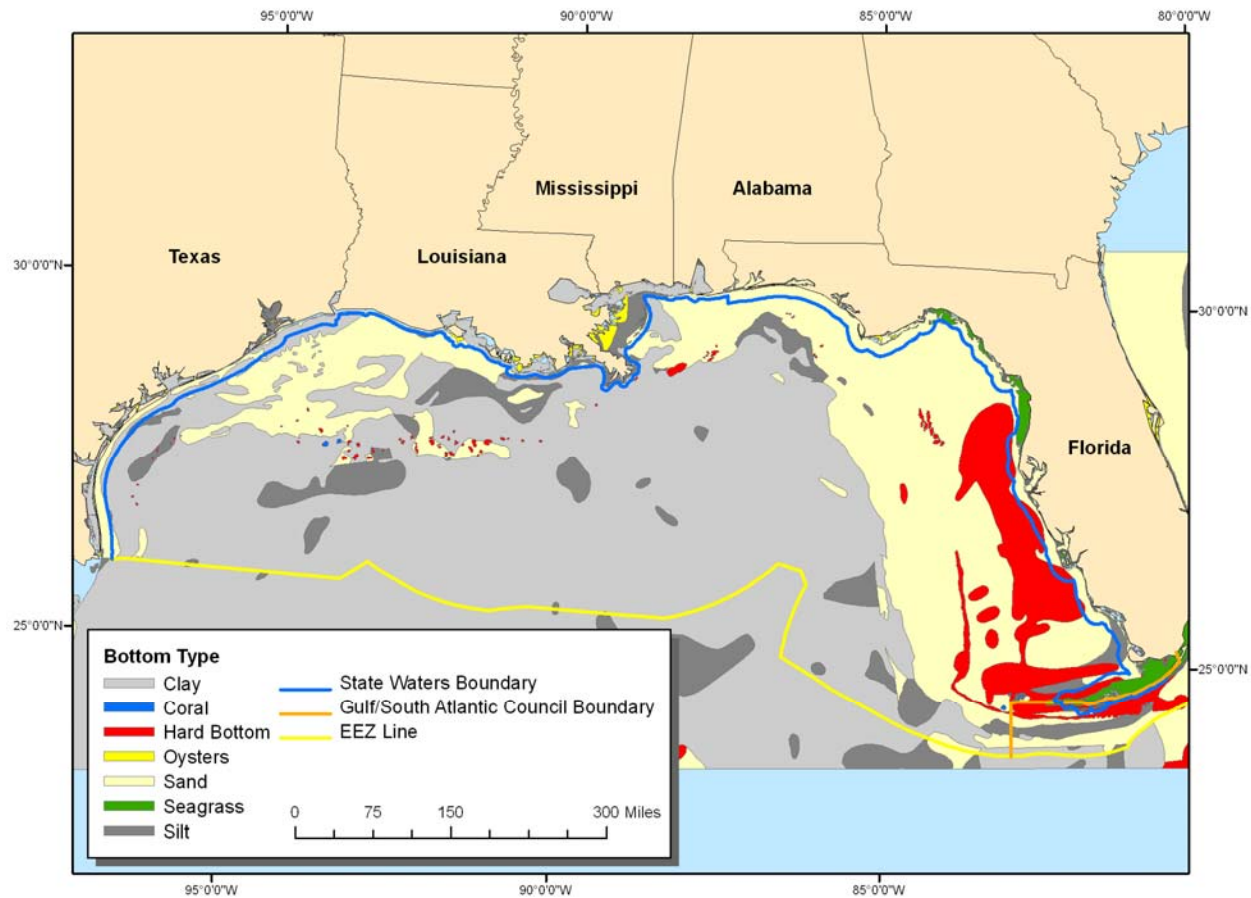 95°0'0"W 90°0'0"W 85°0'0"W 80°0'0"W
Mississippi Alabama
Texas Louisiana
30°0'0"N 30°0'0"N
Florida
25°0'0"N 25°0'0"N
Bottom Type
Clay
Coral
Hard Bottom
Oysters
Sand
Seagrass
Silt
State Waters Boundary
Gulf/South Atlantic Council Boundary
EEZ Line
0 75 150 300 Miles
95°0'0"W 90°0'0"W 85°0'0"W